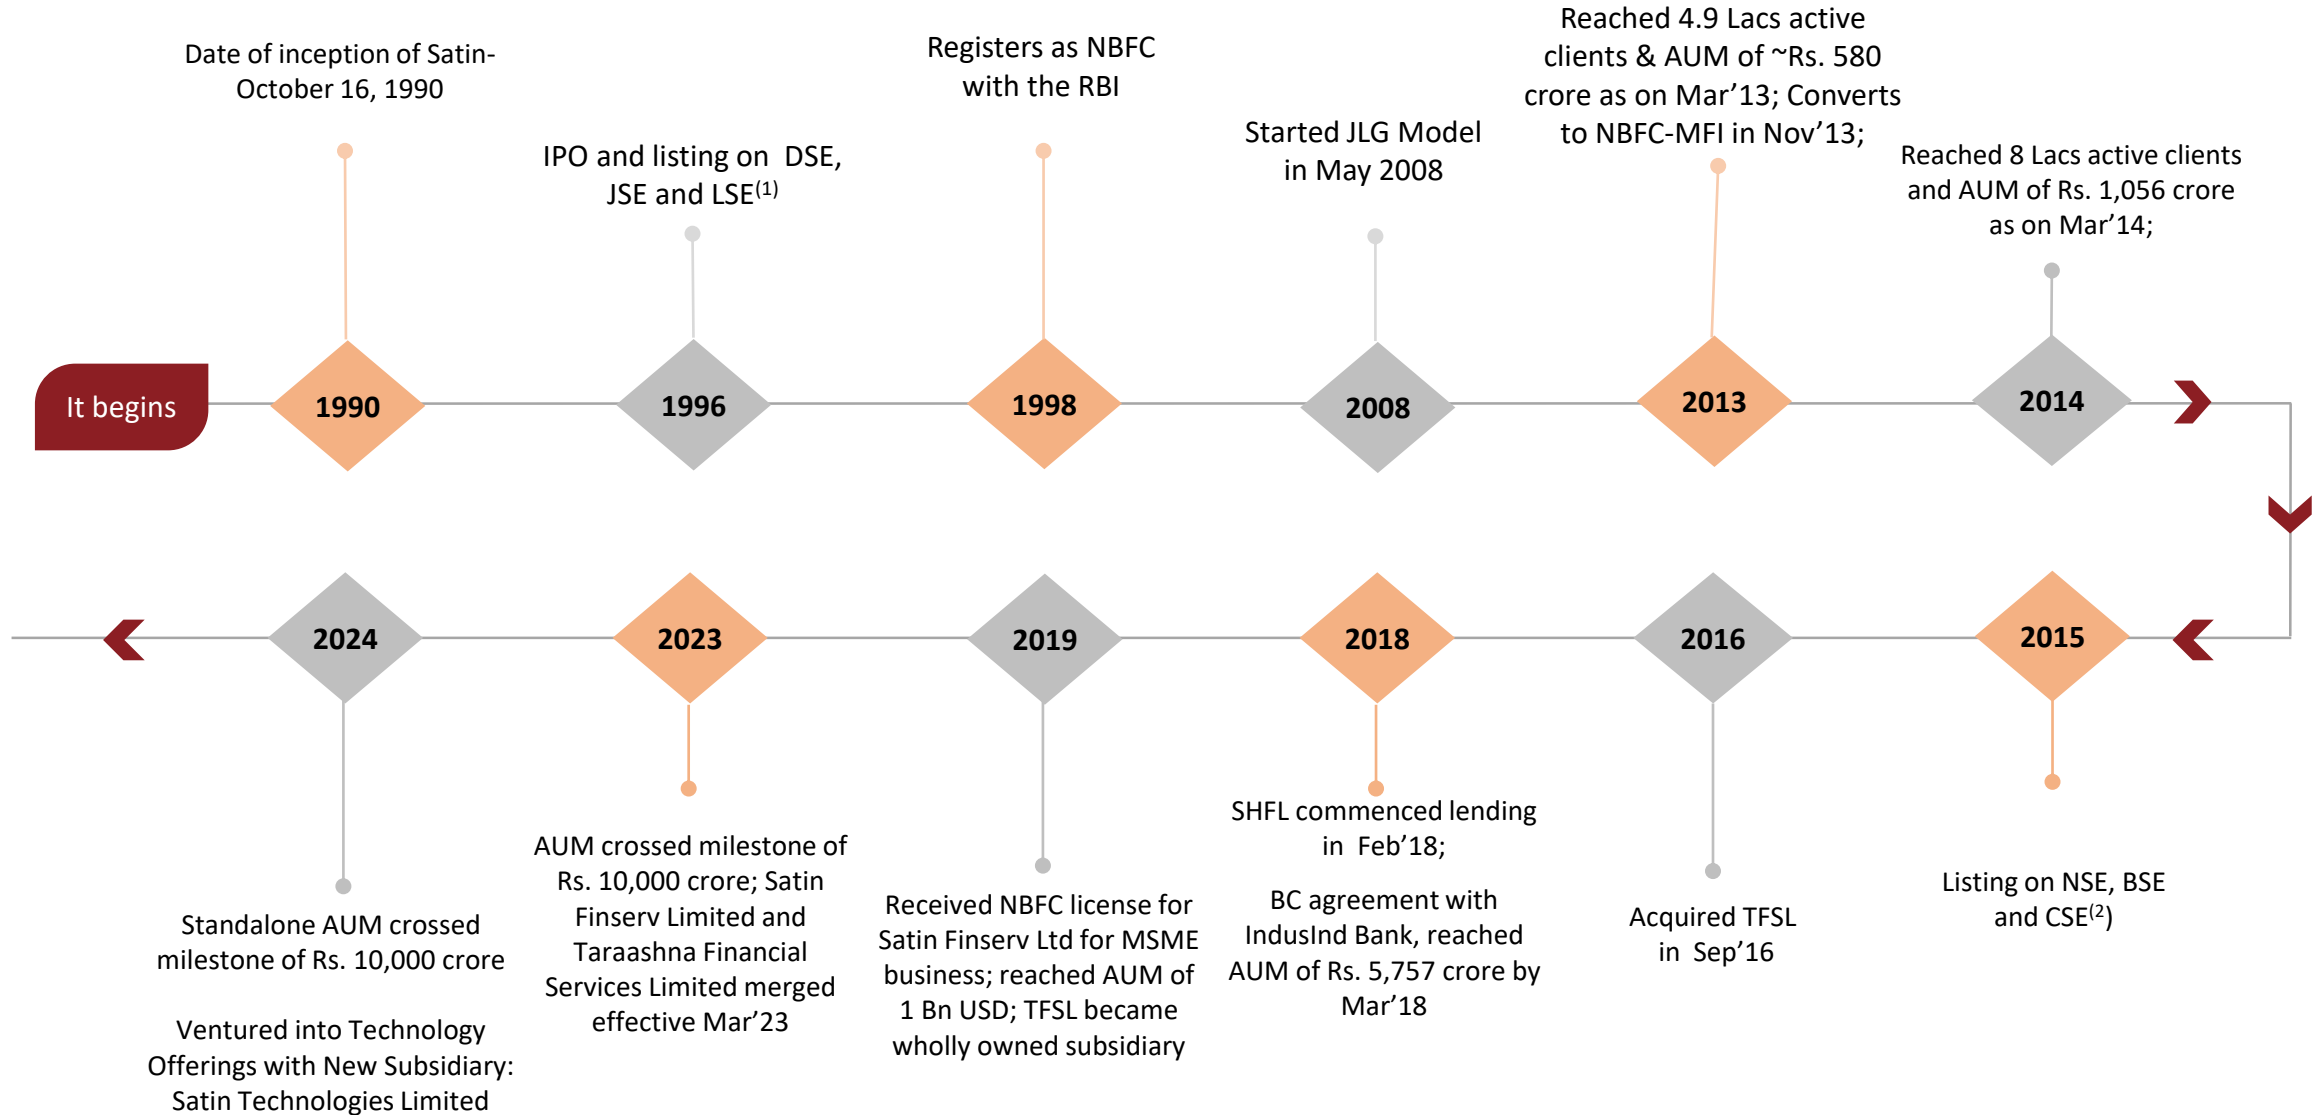 Date of inception of Satin-
October 16, 1990
IPO and listing on  DSE,
JSE and LSE(1)
Registers as NBFC
with the RBI
Started JLG Model
in May 2008
Reached 4.9 Lacs active
clients & AUM of ~Rs. 580
crore as on Mar’13; Converts
to NBFC-MFI in Nov’13;
Reached 8 Lacs active clients
and AUM of Rs. 1,056 crore
as on Mar’14;
It begins
1990
1996
1998
2008
2013
2014
2024
2023
2019
2018
2016
2015
Standalone AUM crossed
milestone of Rs. 10,000 crore
Ventured into Technology
Offerings with New Subsidiary:
Satin Technologies Limited
AUM crossed milestone of
Rs. 10,000 crore; Satin
Finserv Limited and
Taraashna Financial
Services Limited merged
effective Mar’23
Received NBFC license for
Satin Finserv Ltd for MSME
business; reached AUM of
1 Bn USD; TFSL became
wholly owned subsidiary
SHFL commenced lending
in  Feb’18;
BC agreement with
IndusInd Bank, reached
AUM of Rs. 5,757 crore by
Mar’18
Acquired TFSL
in  Sep’16
Listing on NSE, BSE
and CSE(2)